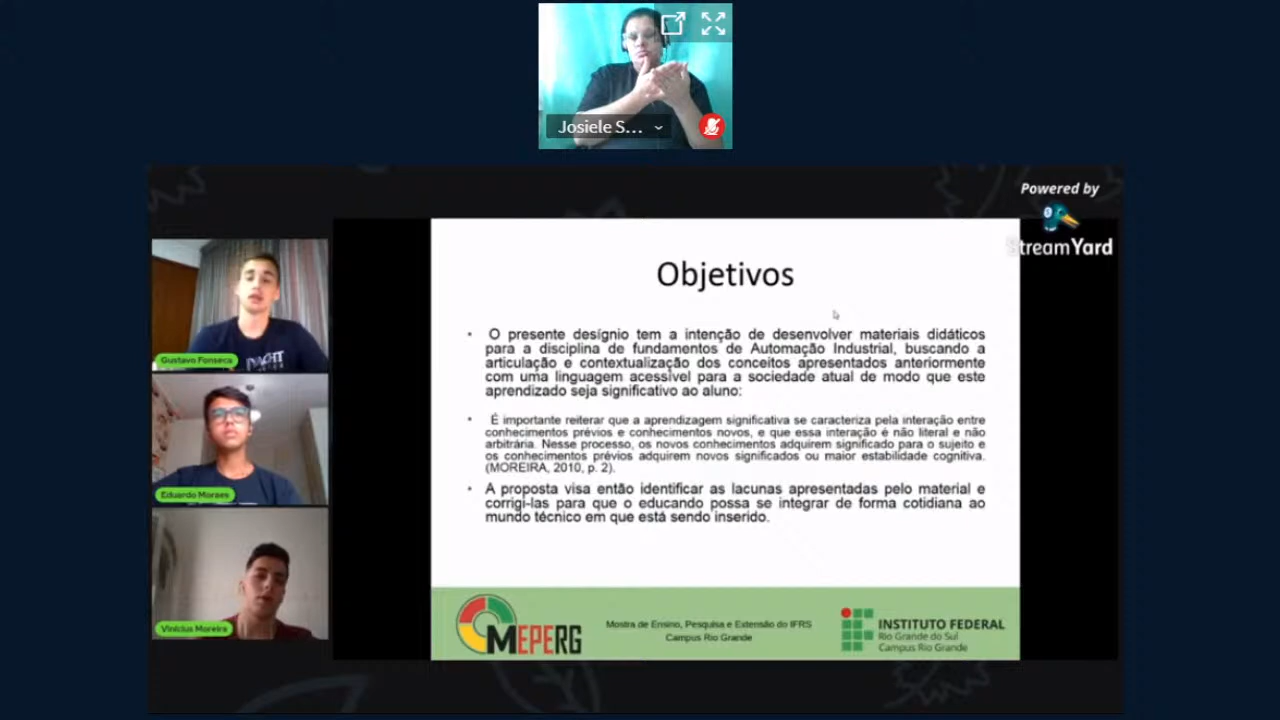 Josiele S...
Powered by
StreamYard
Objetivos
• O presente desígnio tem a intenção de desenvolver materiais didáticos
para a disciplina de fundamentos de Automação Industrial, buscando a
articulação e contextualização dos conceitos apresentados anteriormente
com uma linguagem acessível para a sociedade atual de modo que este
aprendizado seja significativo ao aluno:
• É importante reiterar que a aprendizagem significativa se caracteriza pela interação entre
conhecimentos prévios e conhecimentos novos, e que essa interação é não literal e não
arbitrária. Nesse processo, os novos conhecimentos adquirem significado para o sujeito e
os conhecimentos prévios adquirem novos significados ou maior estabilidade cognitiva.
(MOREIRA, 2010, p. 2).
• A proposta visa então identificar as lacunas apresentadas pelo material e
corrigi-las para que o educando possa se integrar de forma cotidiana ao
mundo técnico em que está sendo inserido.
Gustavo Fonseca
Eduardo Moraes
Vinícius Moreira
MEPERG
Mostra de Ensino, Pesquisa e Extensão do IFRS
Campus Rio Grande
INSTITUTO FEDERAL
Rio Grande do Sul
Campus Rio Grande